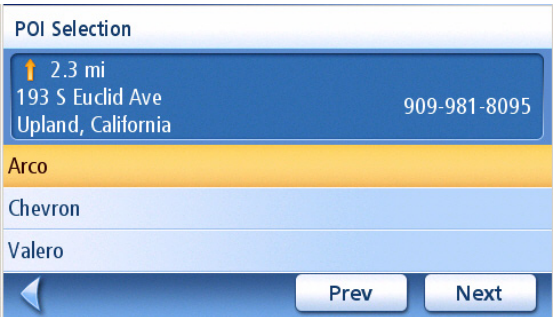 POI Selection
2.3 mi
193 S Euclid Ave
909-981-8095
Upland, California
Arco
Chevron
Valero
Prev
Next